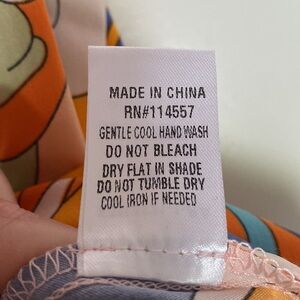 MADE IN CHINA
RN#114557
GENTLE COOL HAND WASH
DO NOT BLEACH
DRY FLAT IN SHADE
DO NOT TUMBLE DRY
COOL IRON IF NEEDED